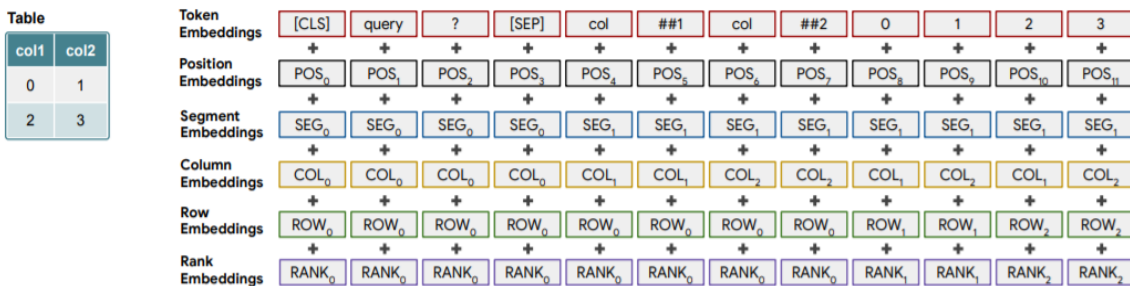 Table
col1 col2
0 1
2 3
Token
Embeddings
[CLS] query ? [SEP] col ##1 col ##2 0 1 2 3
+ + + + + + + + + + + +
Position
Embeddings
POS0 POS1 POS2 POS3 POS4 POS5 POS6 POS7 POS8 POS9 POS10 POS11
+ + + + + + + + + + + +
Segment
Embeddings
SEG0 SEG0 SEG0 SEG0 SEG1 SEG1 SEG1 SEG1 SEG1 SEG1 SEG1 SEG1
+ + + + + + + + + + + +
Column
Embeddings
COL0 COL0 COL0 COL0 COL1 COL1 COL2 COL2 COL1 COL2 COL1 COL2
+ + + + + + + + + + + +
Row
Embeddings
ROW0 ROW0 ROW0 ROW0 ROW0 ROW0 ROW0 ROW0 ROW1 ROW1 ROW2 ROW2
+ + + + + + + + + + + +
Rank
Embeddings
RANK0 RANK0 RANK0 RANK0 RANK0 RANK0 RANK0 RANK0 RANK1 RANK1 RANK2 RANK2